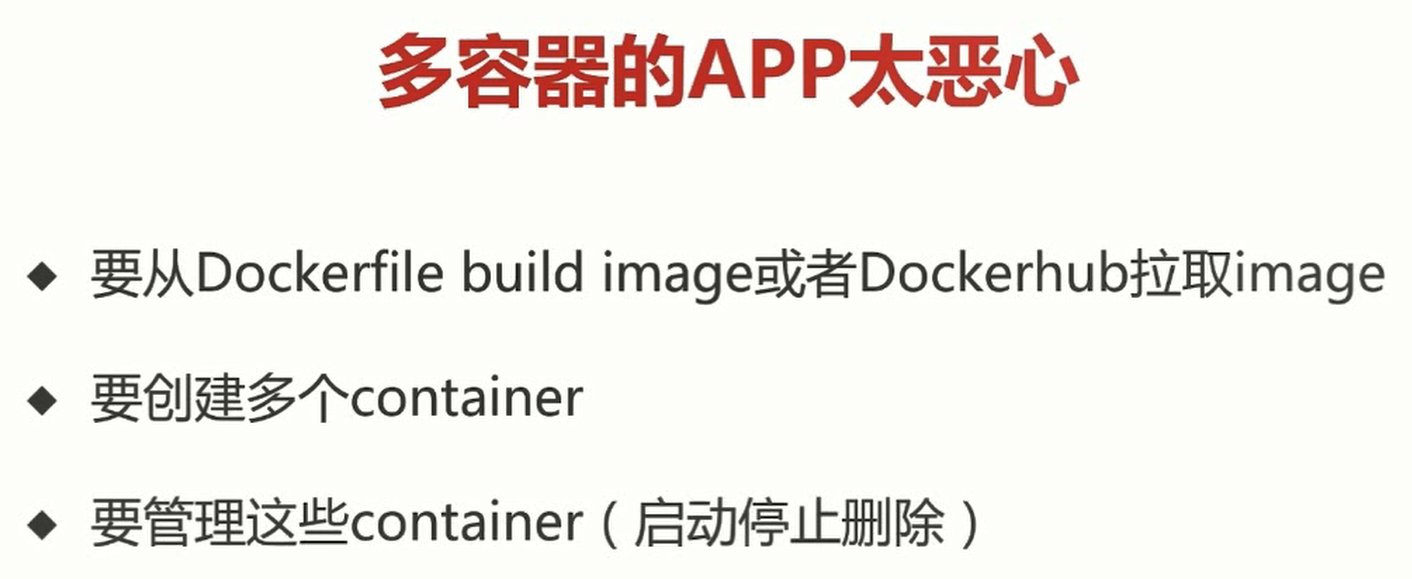 多容器的APP太恶心
◆ 要从Dockerfile build image或者Dockerhub拉取image
◆ 要创建多个container
◆ 要管理这些container（启动停止删除）